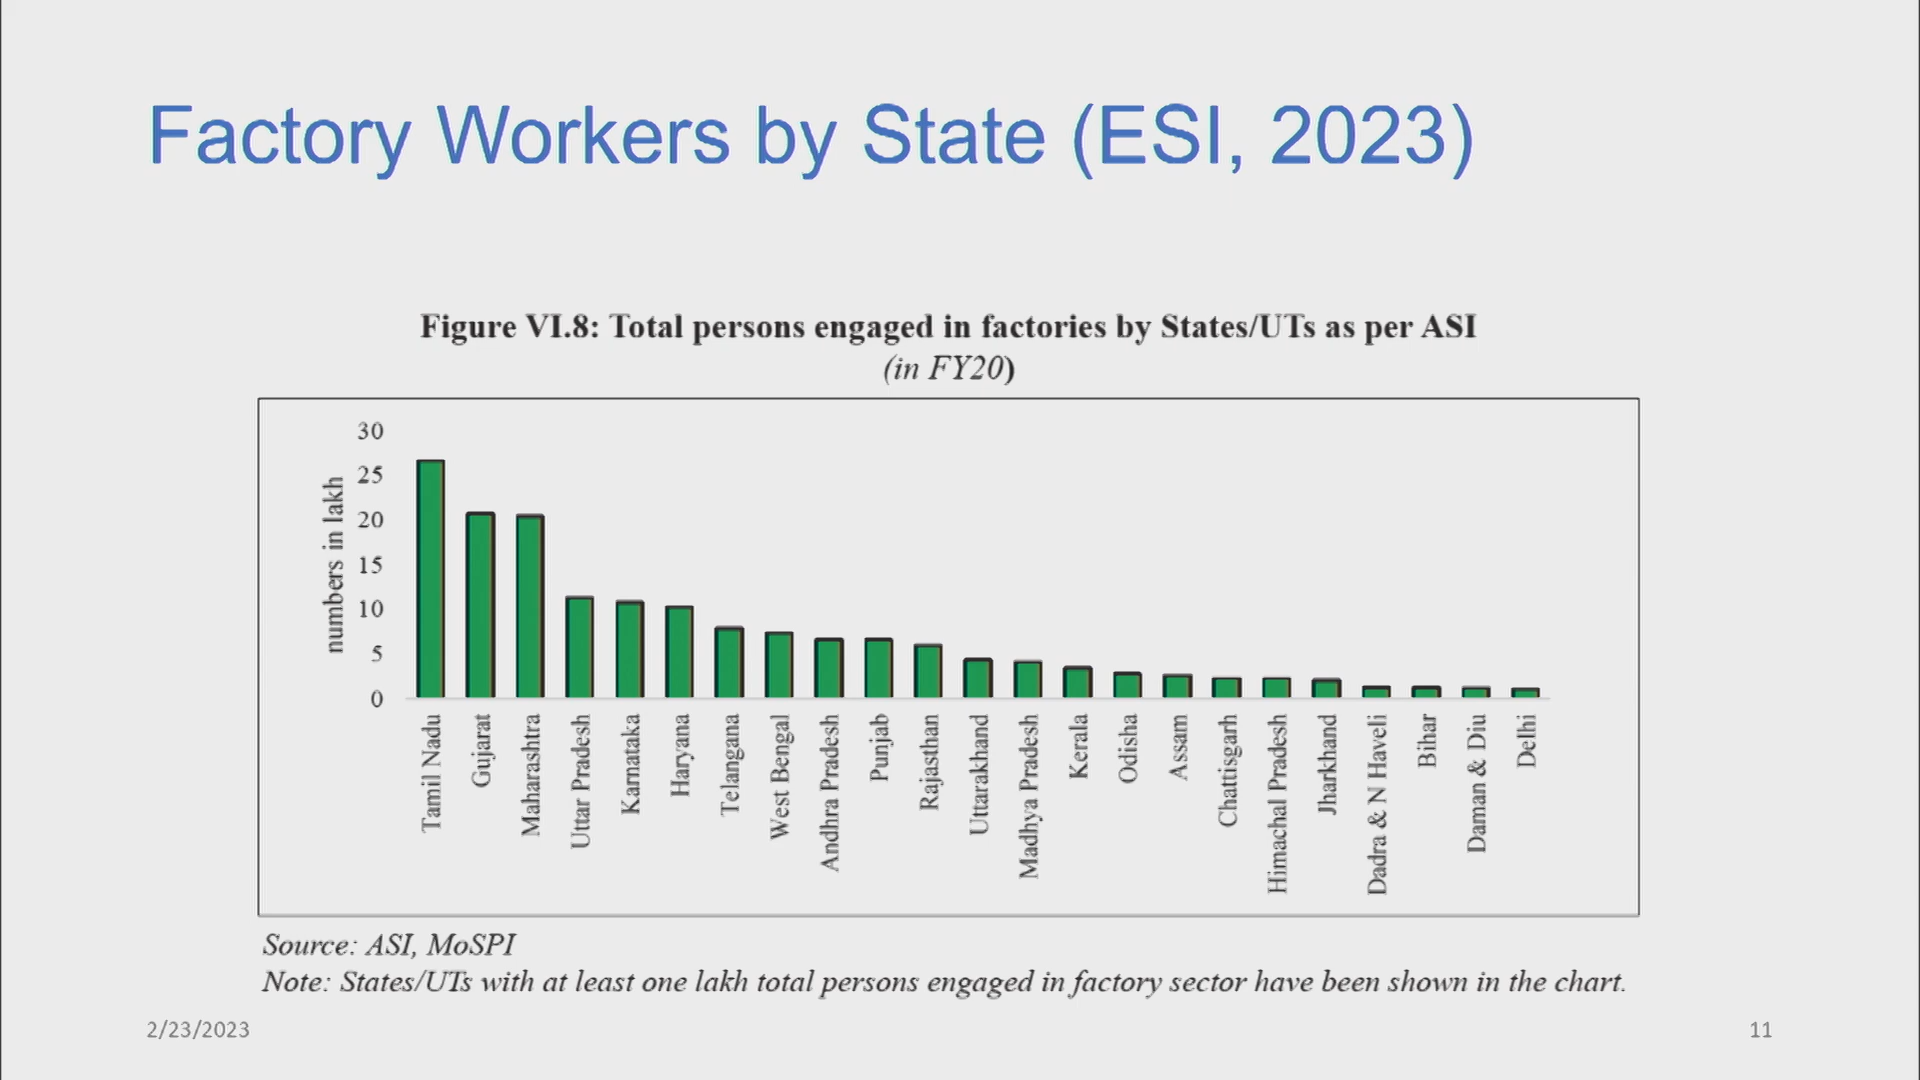 Factory Workers by State (ESI, 2023)
Figure VI.8: Total persons engaged in factories by States/UTs as per ASI
(in FY20)
numbers in lakh
30
25
20
15
10
5
0
Tamil Nadu
Gujarat
Maharashtra
Uttar Pradesh
Karnataka
Haryana
Telangana
West Bengal
Andhra Pradesh
Punjab
Rajasthan
Uttarakhand
Madhya Pradesh
Kerala
Odisha
Assam
Chattisgarh
Himachal Pradesh
Jharkhand
Dadra & N Haveli
Bihar
Daman & Diu
Delhi
Source: ASI, MoSPI
Note: States/UTs with at least one lakh total persons engaged in factory sector have been shown in the chart.
2/23/2023
11